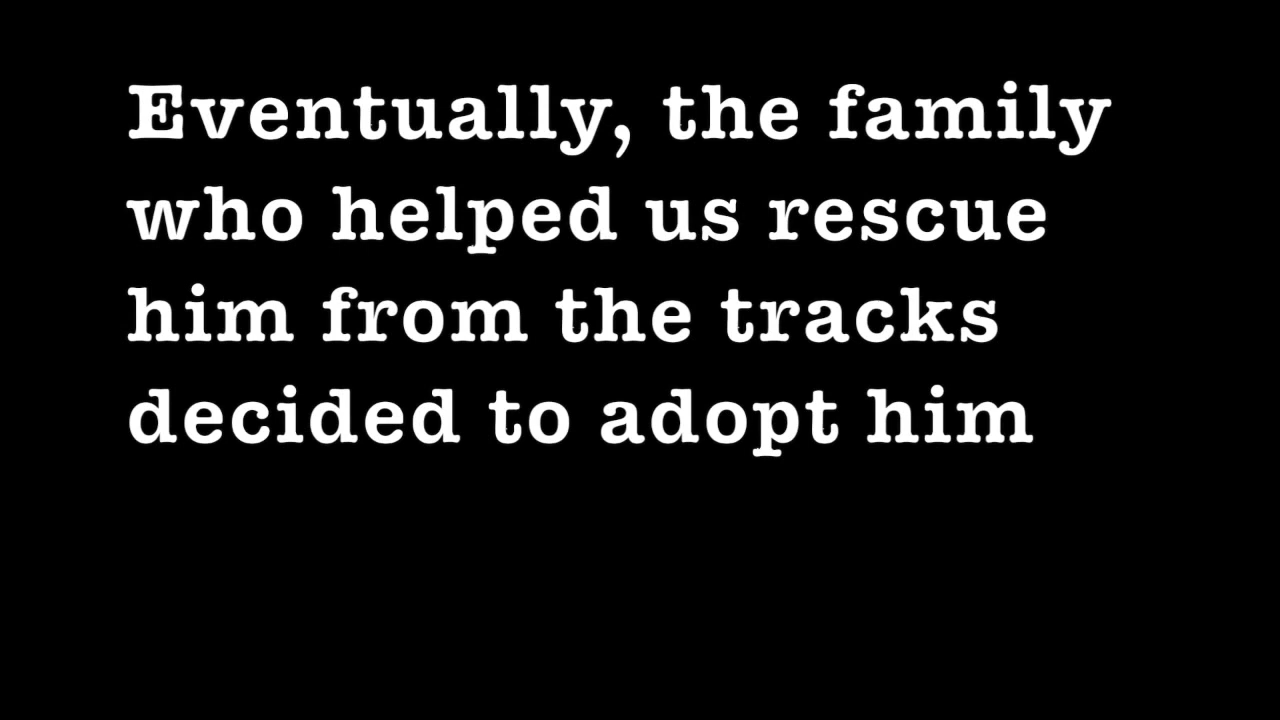 Eventually, the family
who helped us rescue
him from the tracks
decided to adopt him